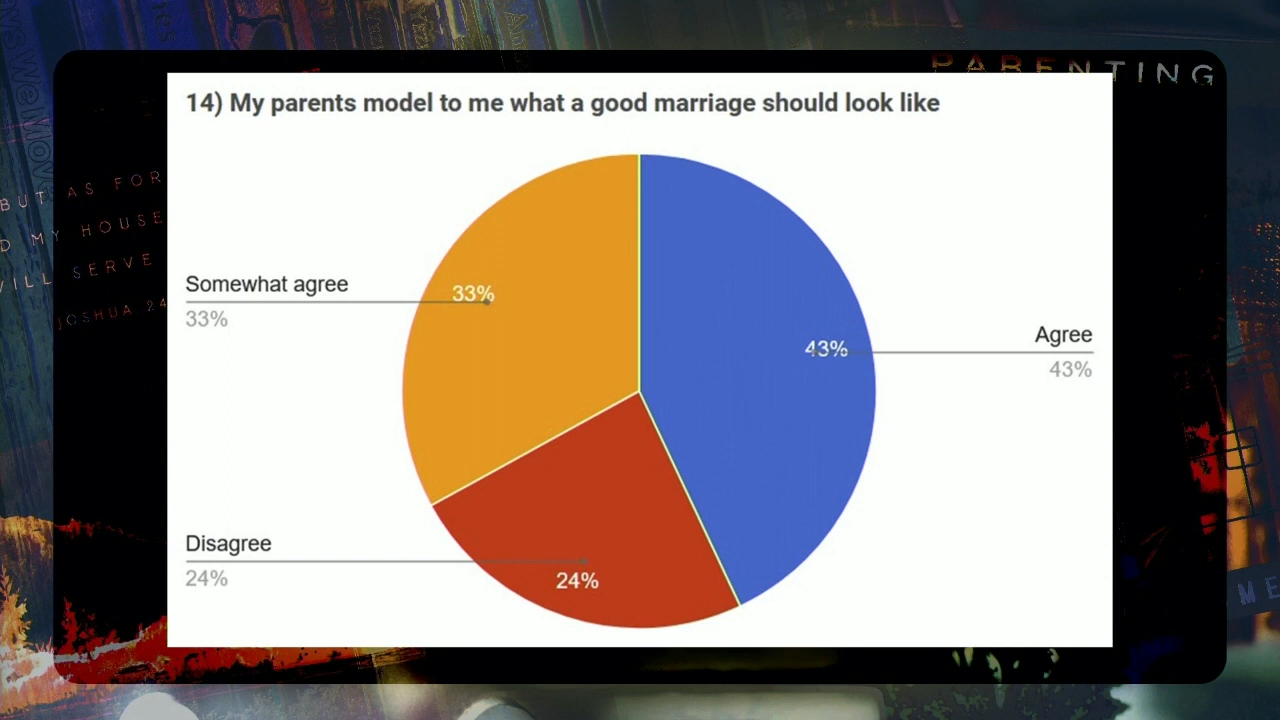 PARENTING
14) My parents model to me what a good marriage should look like
BUT AS FOR
D MY HOUSE
WILL SERVE
JOSHUA 24
Somewhat agree
33%
33%
43%
Agree
43%
Disagree
24%
24%
ME